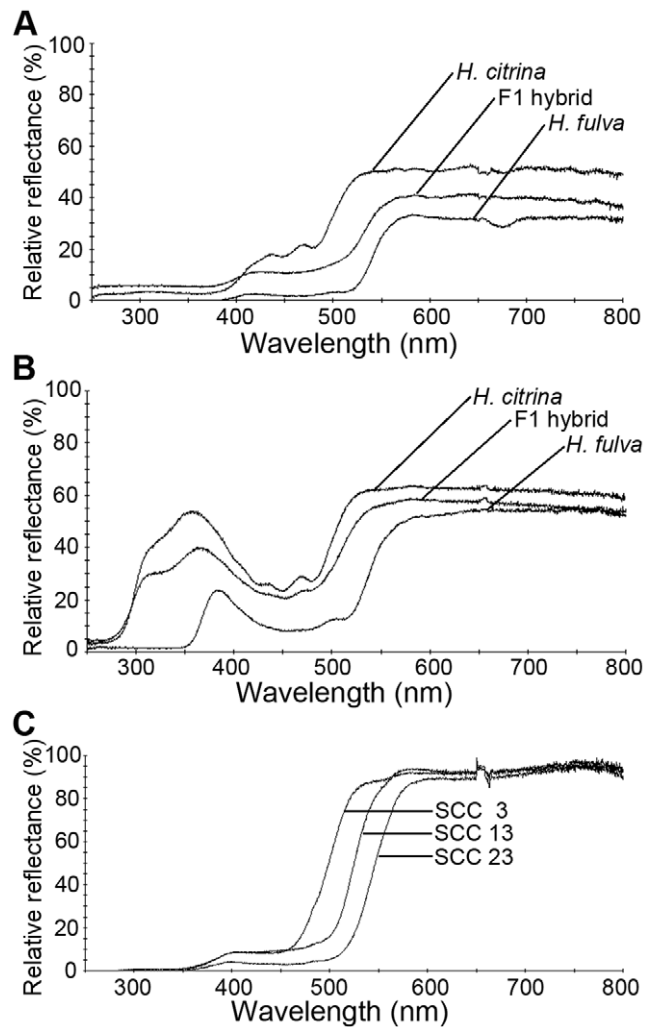 A
Relative reflectance (%)
100
80
60
40
20
0
H. citrina
F1 hybrid
H. fulva
300 400 500 600 700 800
Wavelength (nm)
B
Relative reflectance (%)
100
80
60
40
20
0
H. citrina
F1 hybrid
H. fulva
300 400 500 600 700 800
Wavelength (nm)
C
Relative reflectance (%)
100
80
60
40
20
0
SCC 3
SCC 13
SCC 23
300 400 500 600 700 800
Wavelength (nm)